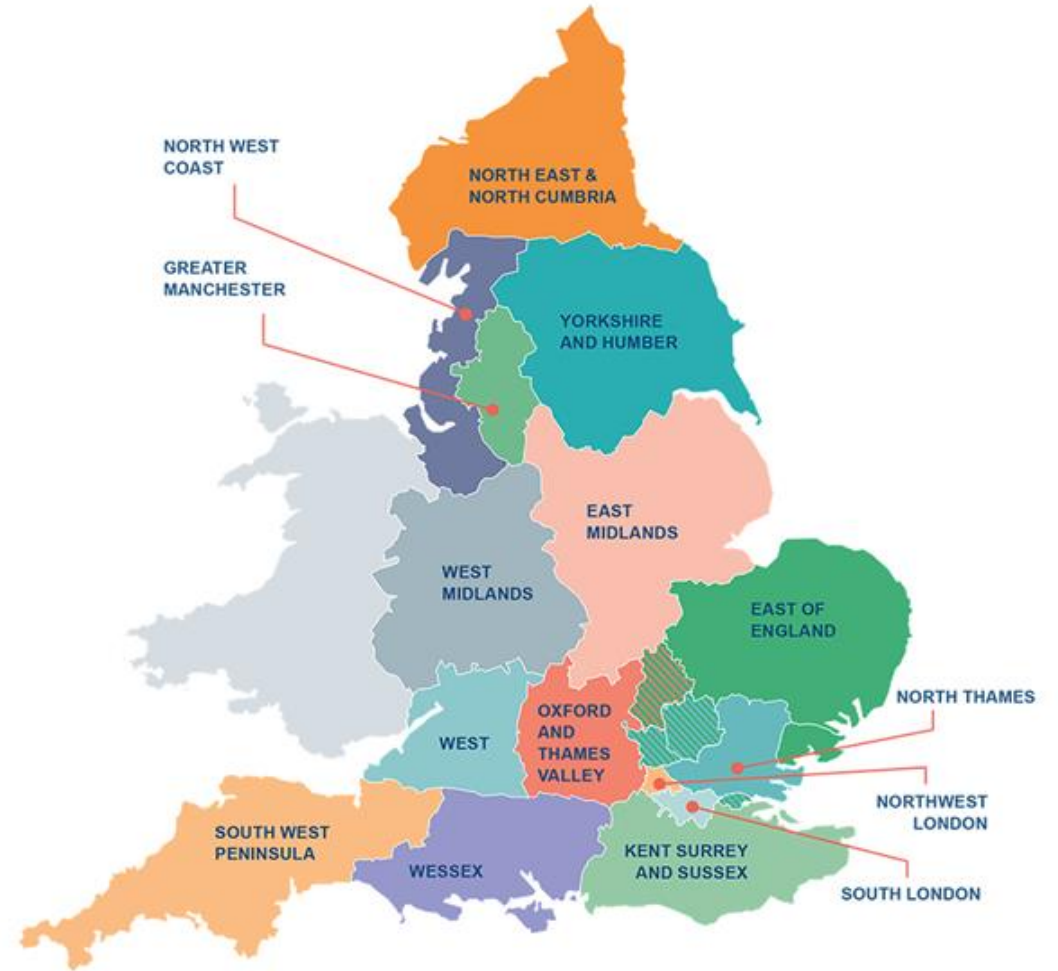 NORTH WEST
COAST
NORTH EAST &
NORTH CUMBRIA
GREATER
MANCHESTER
YORKSHIRE
AND HUMBER
EAST
MIDLANDS
WEST
MIDLANDS
EAST OF
ENGLAND
NORTH THAMES
OXFORD
AND
THAMES
VALLEY
WEST
NORTHWEST
LONDON
SOUTH WEST
PENINSULA
WESSEX
KENT SURREY
AND SUSSEX
SOUTH LONDON